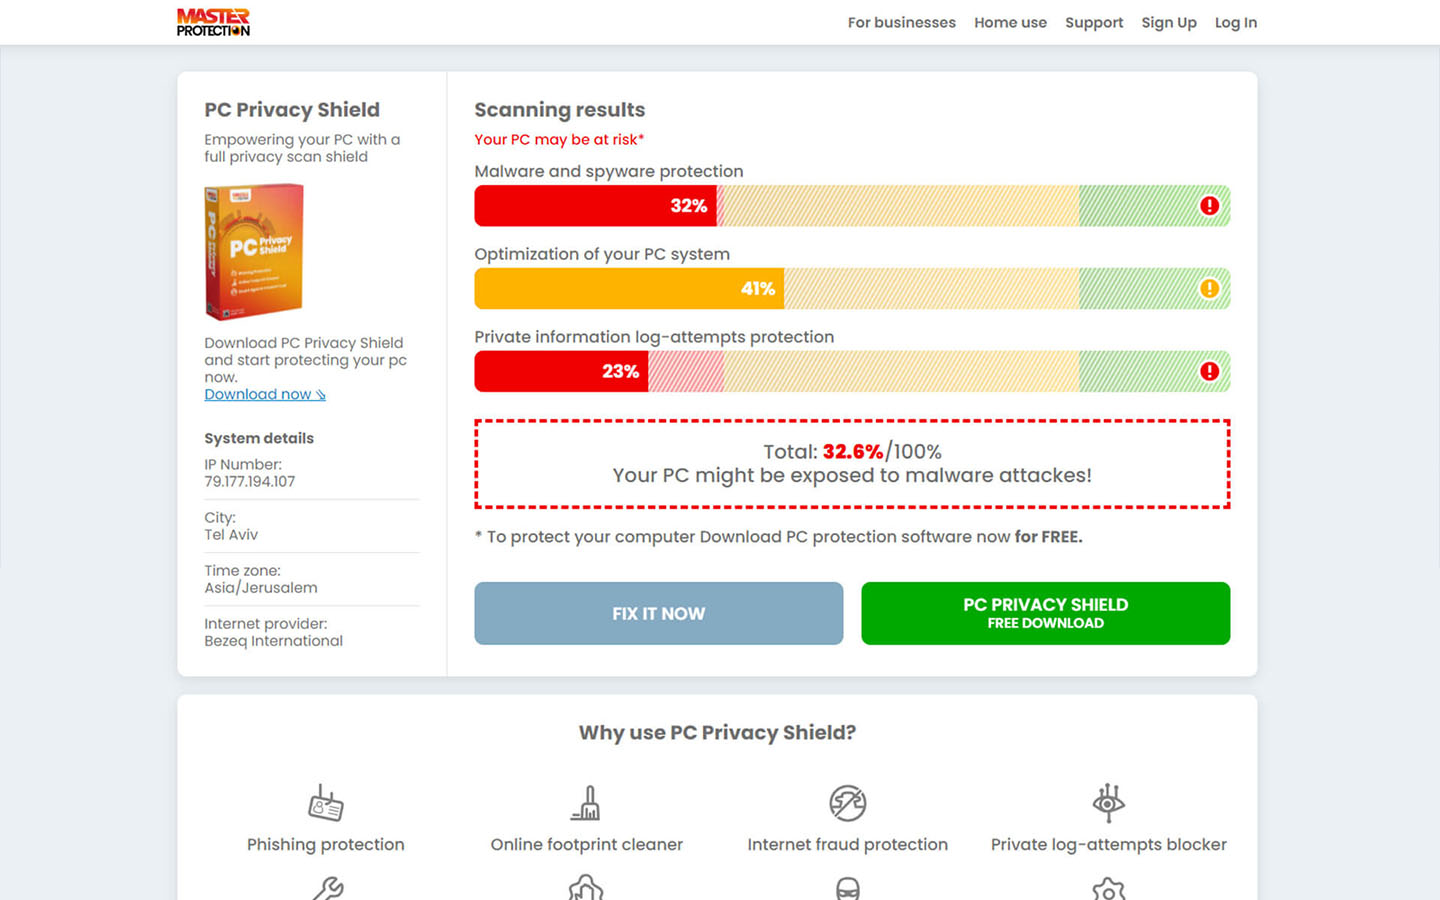 MASTER
PROTECTION
For businesses
Home use
Support
Sign Up
Log In
PC Privacy Shield
Empowering your PC with a
full privacy scan shield
PC Privacy
Shield
Download PC Privacy Shield
and start protecting your pc
now.
Download now
System details
IP Number:
79.177.194.107
City:
Tel Aviv
Time zone:
Asia/Jerusalem
Internet provider:
Bezeq International
Scanning results
Your PC may be at risk*
Malware and spyware protection
32%
Optimization of your PC system
41%
Private information log-attempts protection
23%
Total: 32.6%/100%
Your PC might be exposed to malware attackes!
* To protect your computer Download PC protection software now for FREE.
FIX IT NOW
PC PRIVACY SHIELD
FREE DOWNLOAD
Why use PC Privacy Shield?
Phishing protection
Online footprint cleaner
Internet fraud protection
Private log-attempts blocker